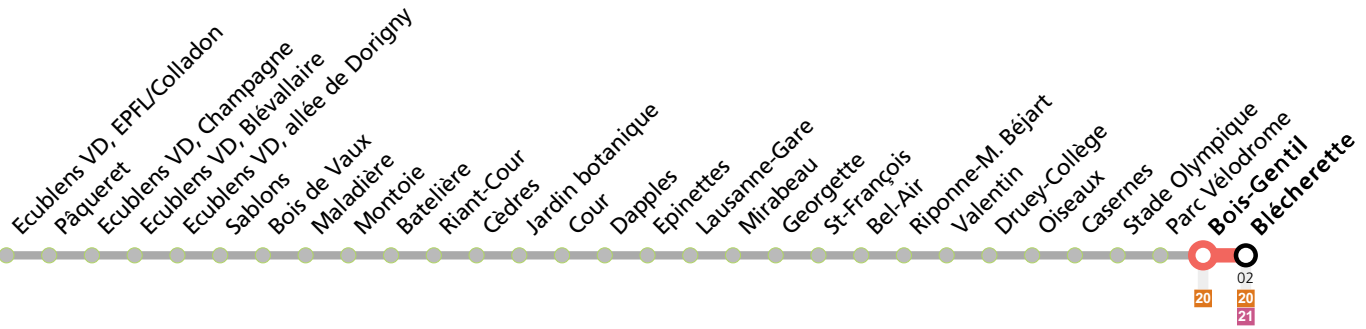 Ecublens VD, EPFL/Colladon
Pâqueret
Ecublens VD, Champagne
Ecublens VD, Blévallaire
Ecublens VD, allée de Dorigny
Sablons
Bois de Vaux
Maladière
Montoie
Batelière
Riant-Cour
Cèdres
Jardin botanique
Cour
Dapples
Epinettes
Lausanne-Gare
Mirabeau
Georgette
St-François
Bel-Air
Riponne-M. Béjart
Valentin
Druey-Collège
Oiseaux
Casernes
Stade Olympique
Parc Vélodrome
Bois-Gentil
Blécherette
02
20
20
21